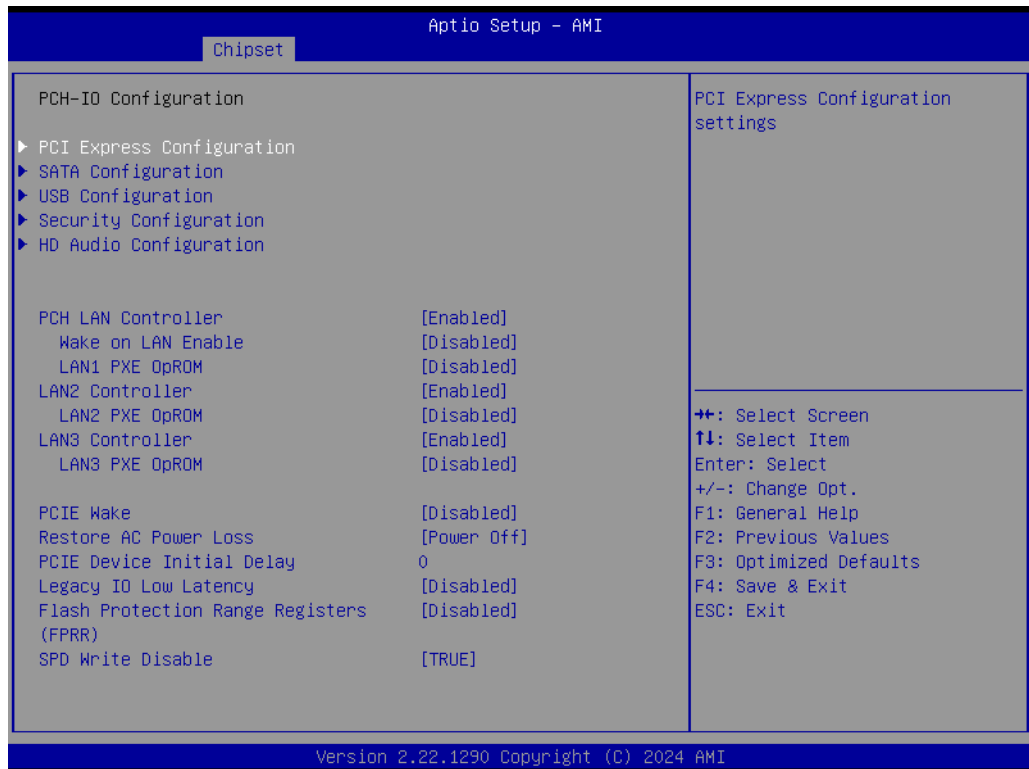 Aptio Setup – AMI
Chipset
PCH-IO Configuration
PCI Express Configuration
SATA Configuration
USB Configuration
Security Configuration
HD Audio Configuration
PCH LAN Controller [Enabled]
Wake on LAN Enable [Disabled]
LAN1 PXE OpROM [Disabled]
LAN2 Controller [Enabled]
LAN2 PXE OpROM [Disabled]
LAN3 Controller [Enabled]
LAN3 PXE OpROM [Disabled]
PCIE Wake [Disabled]
Restore AC Power Loss [Power Off]
PCIE Device Initial Delay 0
Legacy IO Low Latency [Disabled]
Flash Protection Range Registers [Disabled]
(FPRR)
SPD Write Disable [TRUE]
PCI Express Configuration
settings
→←: Select Screen
↑↓: Select Item
Enter: Select
+/-: Change Opt.
F1: General Help
F2: Previous Values
F3: Optimized Defaults
F4: Save & Exit
ESC: Exit
Version 2.22.1290 Copyright (C) 2024 AMI